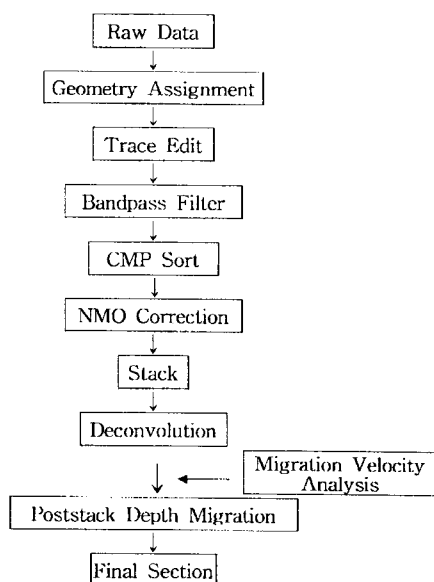 Raw Data
Geometry Assignment
Trace Edit
Bandpass Filter
CMP Sort
NMO Correction
Stack
Deconvolution
Migration Velocity
Analysis
Poststack Depth Migration
Final Section